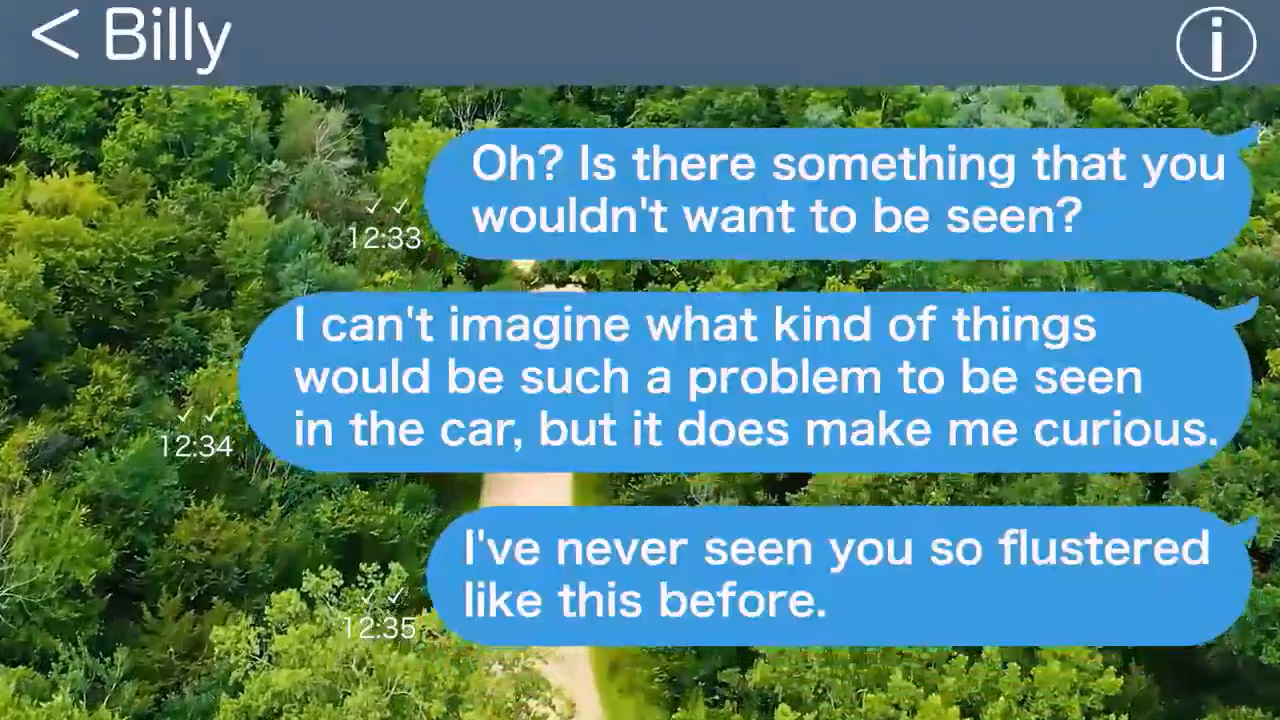 < Billy
i
Oh? Is there something that you
wouldn't want to be seen?
✓✓
12:33
I can't imagine what kind of things
would be such a problem to be seen
in the car, but it does make me curious.
✓✓
12:34
I've never seen you so flustered
like this before.
✓✓
12:35